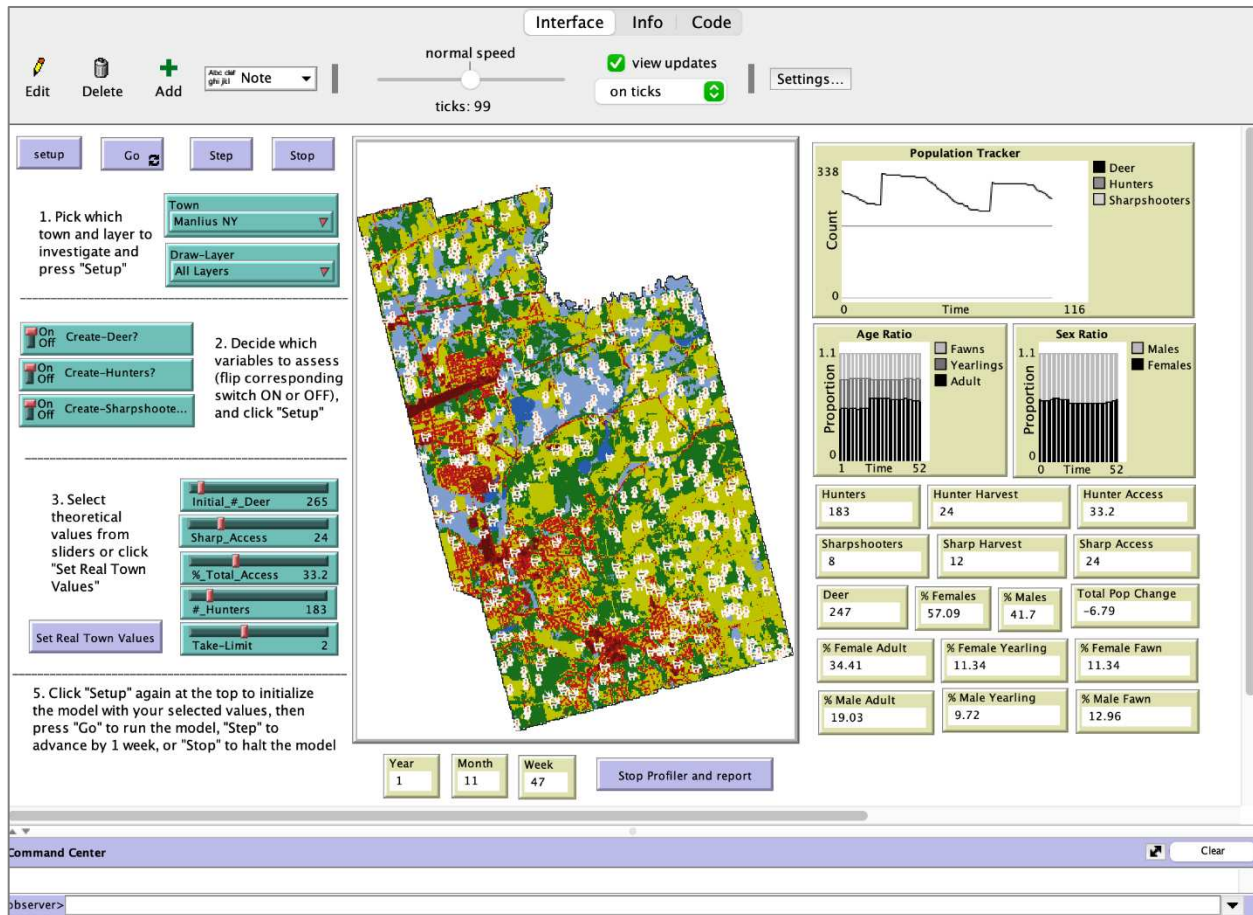 Interface Info Code
Edit
Delete
Add
Abc def
ghi jkl
Note
normal speed
ticks: 99
view updates
on ticks
Settings...
setup
Go
Step
Stop
1. Pick which
town and layer to
investigate and
press "Setup"
Town
Manlius NY
Draw-Layer
All Layers
On
Off
Create-Deer?
On
Off
Create-Hunters?
On
Off
Create-Sharpshoote...
2. Decide which
variables to assess
(flip corresponding
switch ON or OFF),
and click "Setup"
3. Select
theoretical
values from
sliders or click
"Set Real Town
Values"
Set Real Town Values
Initial_#_Deer 265
Sharp_Access 24
%_Total_Access 33.2
#_Hunters 183
Take-Limit 2
5. Click "Setup" again at the top to initialize
the model with your selected values, then
press "Go" to run the model, "Step" to
advance by 1 week, or "Stop" to halt the model
Year
1
Month
11
Week
47
Stop Profiler and report
Population Tracker
338
Count
0
0 Time 116
Deer
Hunters
Sharpshooters
Age Ratio
1.1
Proportion
0
1 Time 52
Fawns
Yearlings
Adult
Sex Ratio
1.1
Proportion
0
0 Time 52
Males
Females
Hunters
183
Hunter Harvest
24
Hunter Access
33.2
Sharpshooters
8
Sharp Harvest
12
Sharp Access
24
Deer
247
% Females
57.09
% Males
41.7
Total Pop Change
-6.79
% Female Adult
34.41
% Female Yearling
11.34
% Female Fawn
11.34
% Male Adult
19.03
% Male Yearling
9.72
% Male Fawn
12.96
Command Center
Clear
observer>